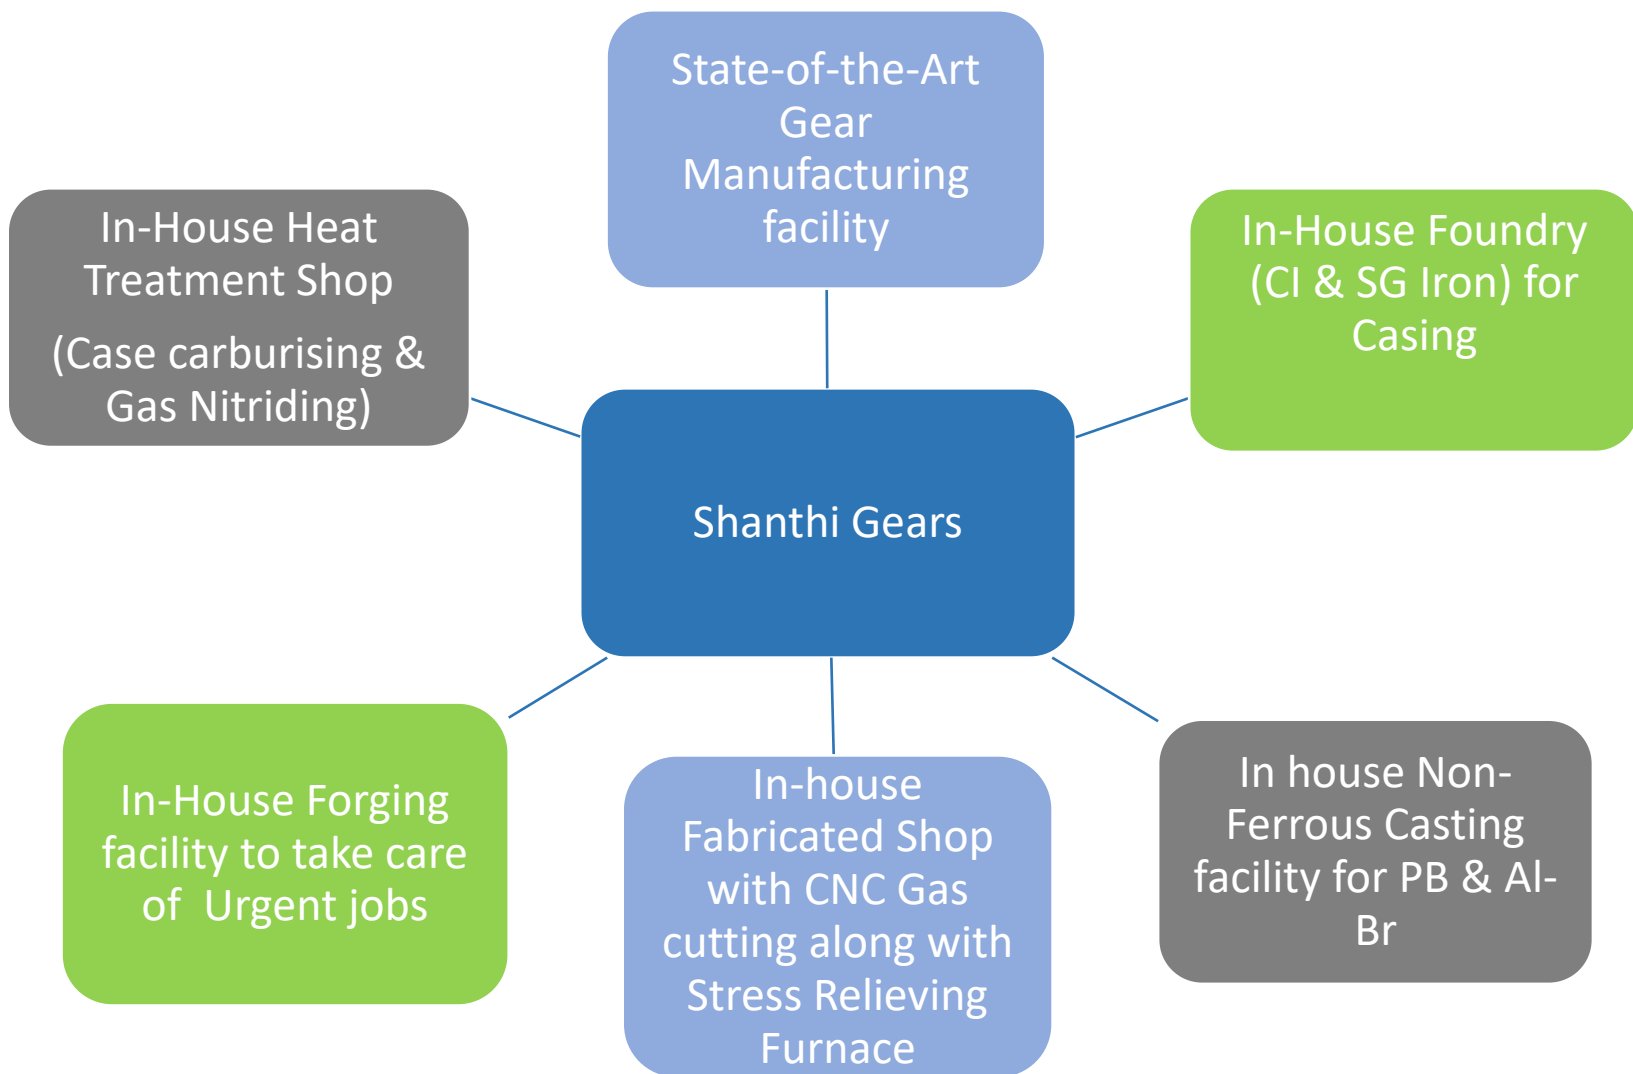 State-of-the-Art
Gear
Manufacturing
facility
In-House Heat
Treatment Shop
(Case carburising &
Gas Nitriding)
In-House Foundry
(CI & SG Iron) for
Casing
Shanthi Gears
In-House Forging
facility to take care
of Urgent jobs
In-house
Fabricated Shop
with CNC Gas
cutting along with
Stress Relieving
Furnace
In house Non-
Ferrous Casting
facility for PB & Al-
Br